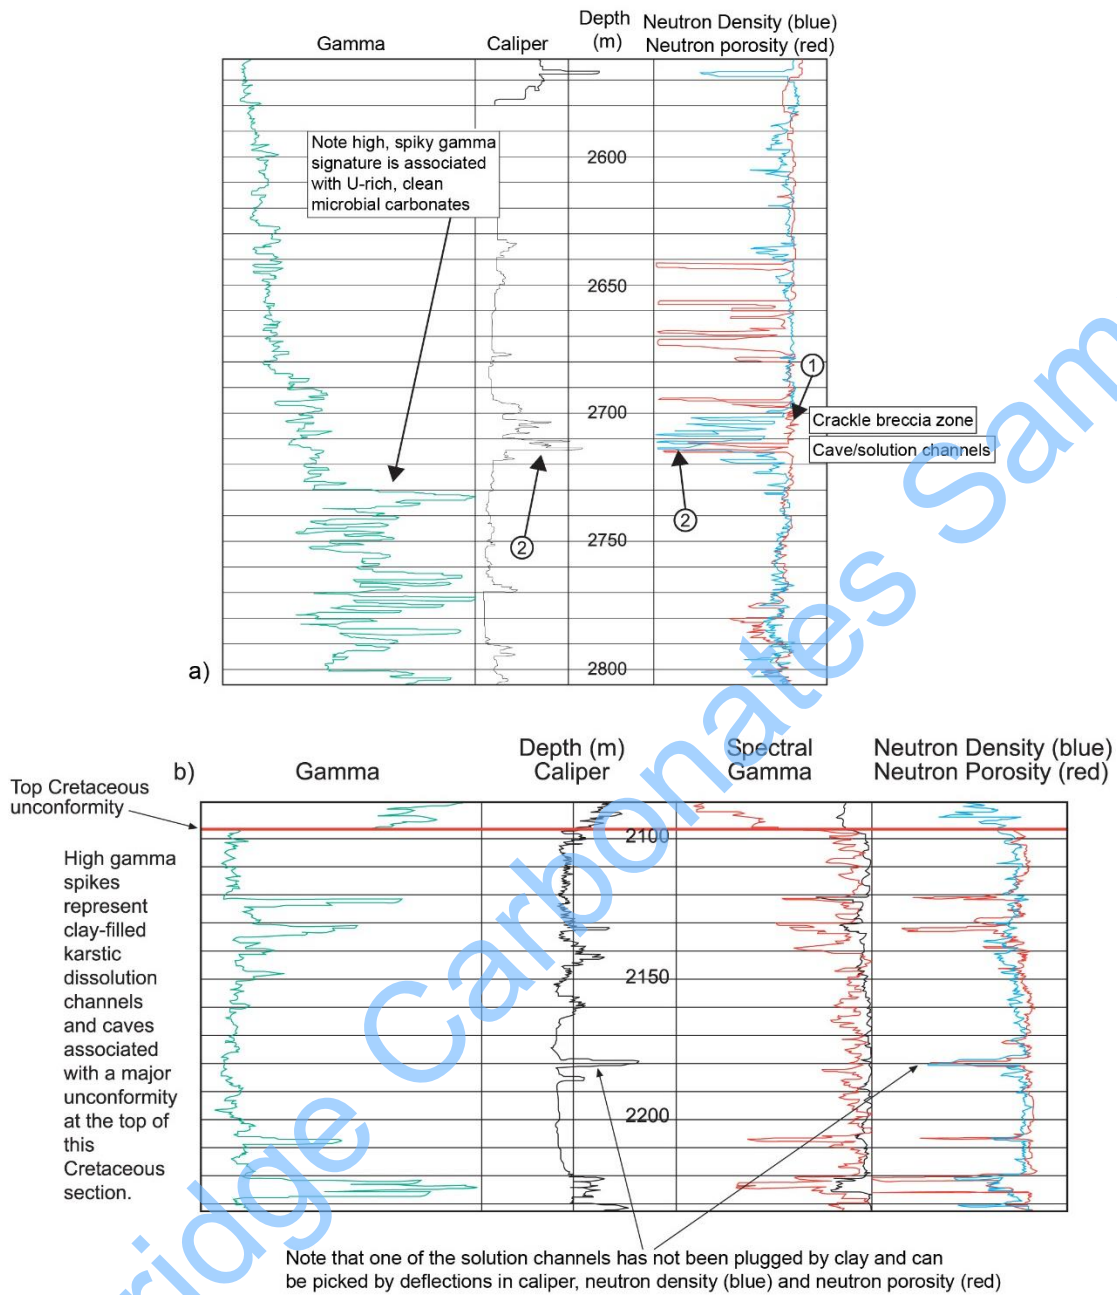 Gamma
Caliper
Depth
(m)
Neutron Density (blue)
Neutron porosity (red)
Note high, spiky gamma
signature is associated
with U-rich, clean
microbial carbonates
2600
2650
1
2700
Crackle breccia zone
Cave/solution channels
2
2
2750
2800
a)
b)
Top Cretaceous
unconformity
Gamma
Depth (m)
Caliper
Spectral
Gamma
Neutron Density (blue)
Neutron Porosity (red)
2100
2150
2200
High gamma
spikes
represent
clay-filled
karstic
dissolution
channels
and caves
associated
with a major
unconformity
at the top of
this
Cretaceous
section.
Note that one of the solution channels has not been plugged by clay and can
be picked by deflections in caliper, neutron density (blue) and neutron porosity (red)
ridge Carbonates Sam